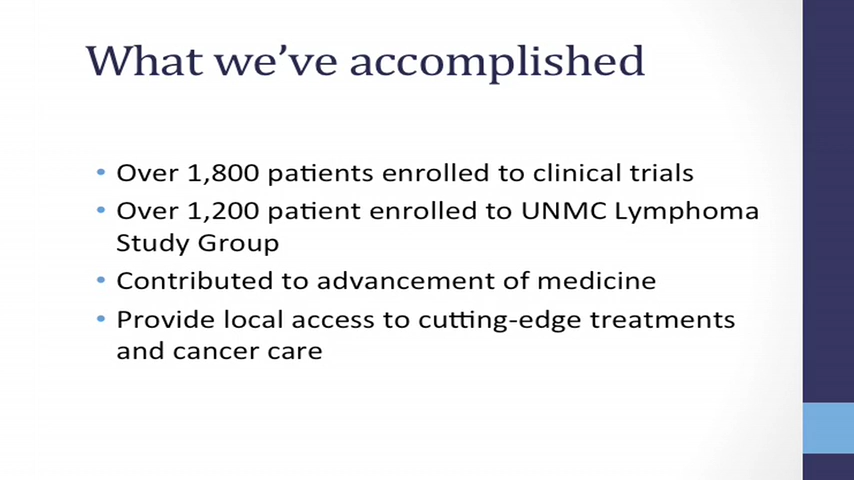 What we've accomplished
• Over 1,800 patients enrolled to clinical trials
• Over 1,200 patient enrolled to UNMC Lymphoma
Study Group
• Contributed to advancement of medicine
• Provide local access to cutting-edge treatments
and cancer care